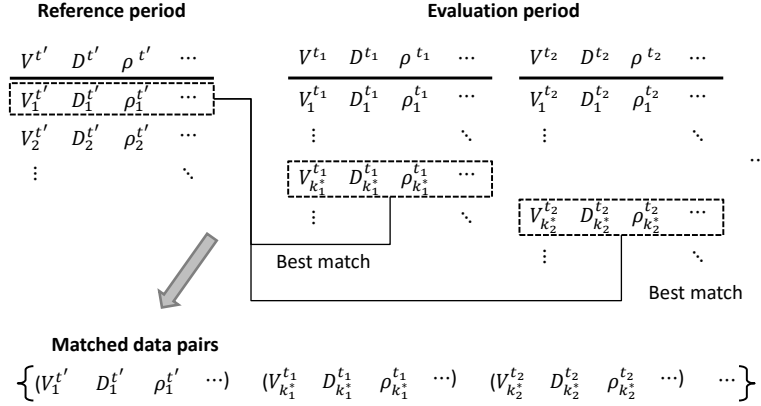 Reference period
Evaluation period
V^{t'} D^{t'} ρ^{t'} ⋯
V^{t_1} D^{t_1} ρ^{t_1} ⋯
V^{t_2} D^{t_2} ρ^{t_2} ⋯
V_1^{t'} D_1^{t'} ρ_1^{t'} ⋯
V_1^{t_1} D_1^{t_1} ρ_1^{t_1} ⋯
V_1^{t_2} D_1^{t_2} ρ_1^{t_2} ⋯
V_2^{t'} D_2^{t'} ρ_2^{t'} ⋯
⋮ ⋱
⋮ ⋱
⋮ ⋱
V_{k_1^*}^{t_1} D_{k_1^*}^{t_1} ρ_{k_1^*}^{t_1} ⋯
⋮ ⋱
V_{k_2^*}^{t_2} D_{k_2^*}^{t_2} ρ_{k_2^*}^{t_2} ⋯
⋮ ⋱
Best match
Best match
Matched data pairs
{(V_1^{t'} D_1^{t'} ρ_1^{t'} ⋯) (V_{k_1^*}^{t_1} D_{k_1^*}^{t_1} ρ_{k_1^*}^{t_1} ⋯) (V_{k_2^*}^{t_2} D_{k_2^*}^{t_2} ρ_{k_2^*}^{t_2} ⋯) ⋯}